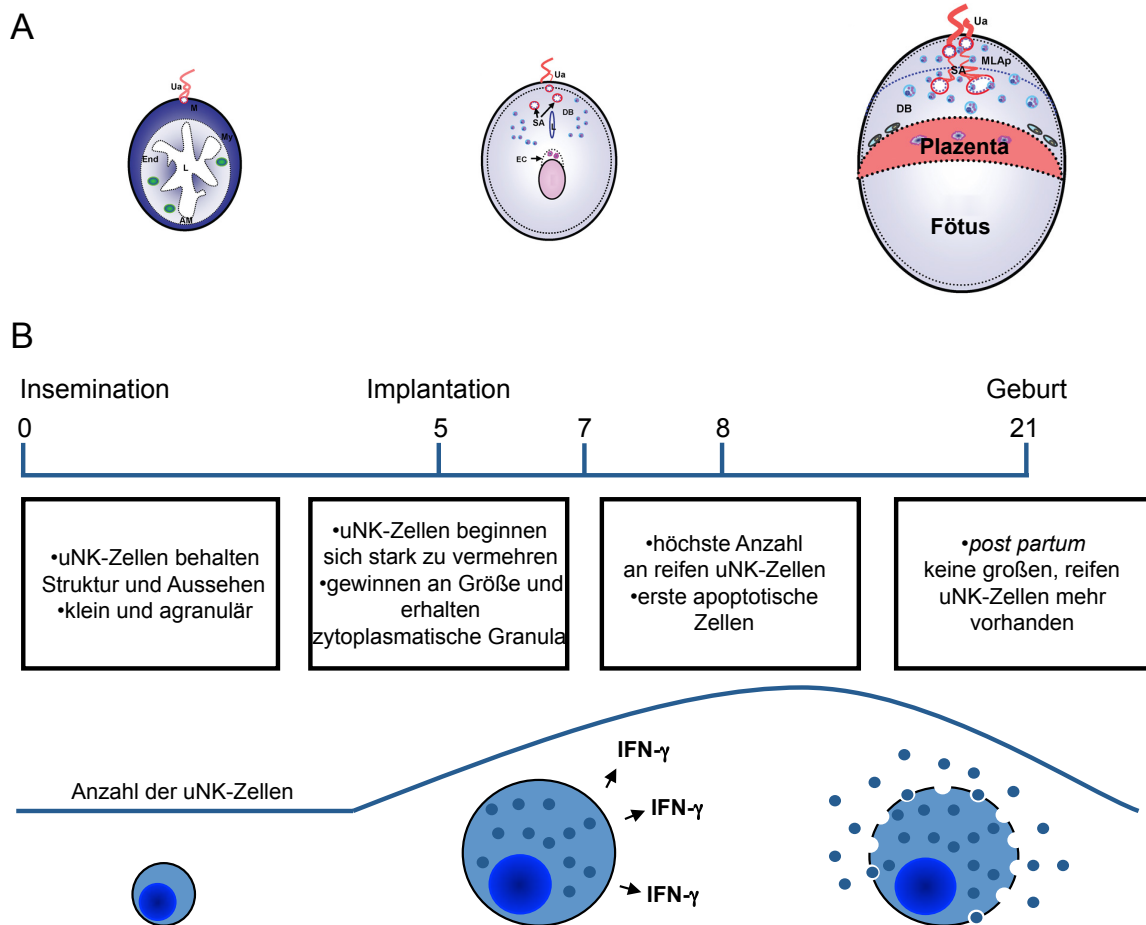 A
Ua
M
My
End
L
AM
Ua
SA
DB
L
EC
Ua
MLAp
SA
DB
Plazenta
Fötus
B
Insemination
Implantation
Geburt
0
5
7
8
21
•uNK-Zellen behalten
Struktur und Aussehen
•klein und agranulär
•uNK-Zellen beginnen
sich stark zu vermehren
•gewinnen an Größe und
erhalten
zytoplasmatische Granula
•höchste Anzahl
an reifen uNK-Zellen
•erste apoptotische
Zellen
•post partum
keine großen, reifen
uNK-Zellen mehr
vorhanden
Anzahl der uNK-Zellen
IFN-γ
IFN-γ
IFN-γ